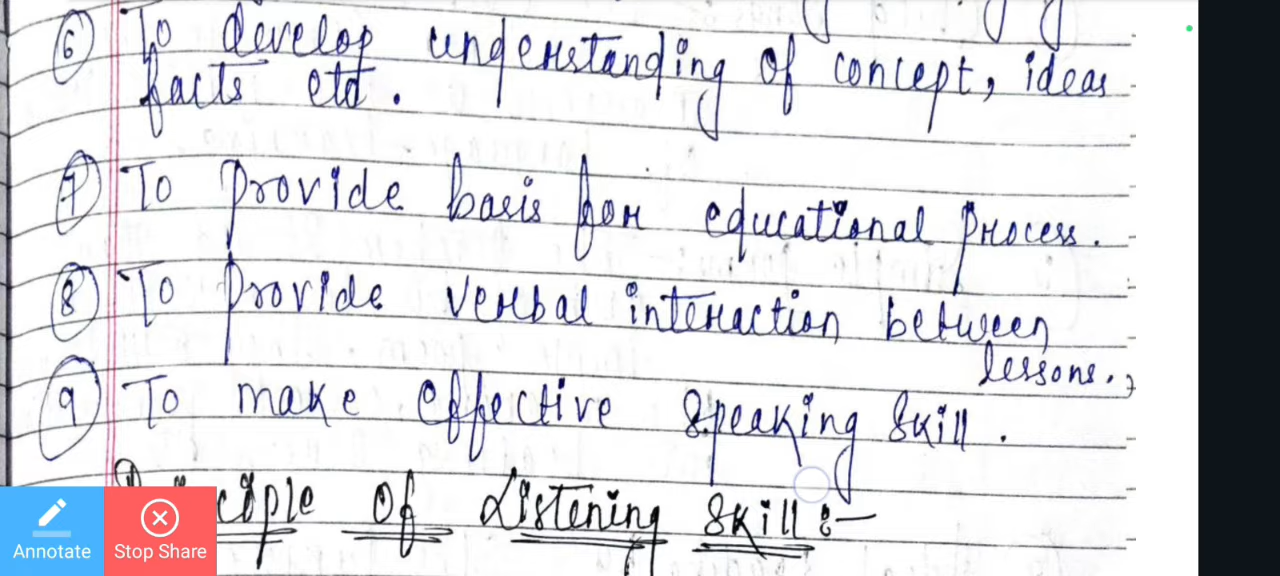 ⑥ To develop understanding of concept, ideas
facts etc.
⑦ To provide basis for educational process.
⑧ To provide verbal interaction between
lessons.,
⑨ To make effective speaking skill.
Of Listening Skill:-
Annotate
Stop Share